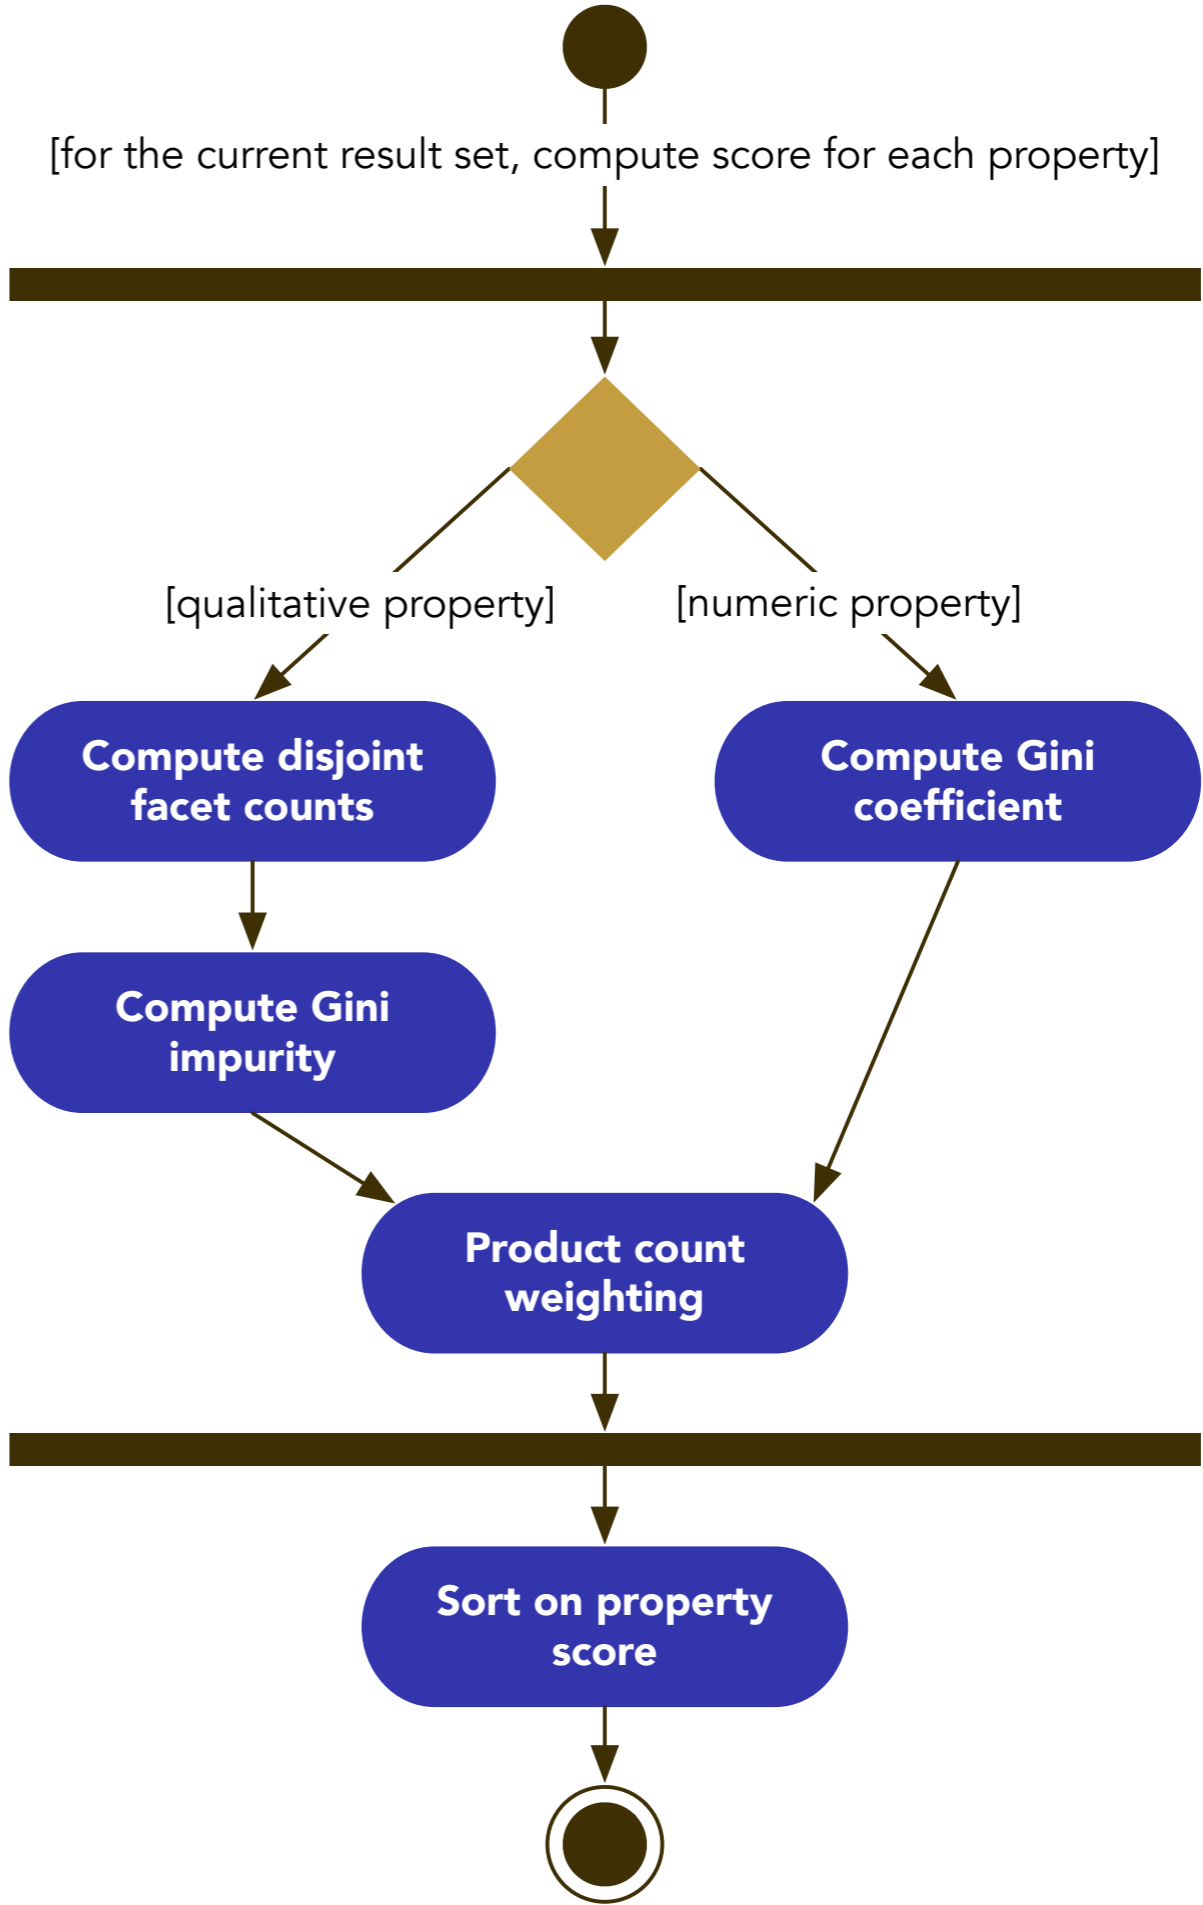 [for the current result set, compute score for each property]
[qualitative property]
[numeric property]
Compute disjoint
facet counts
Compute Gini
coefficient
Compute Gini
impurity
Product count
weighting
Sort on property
score